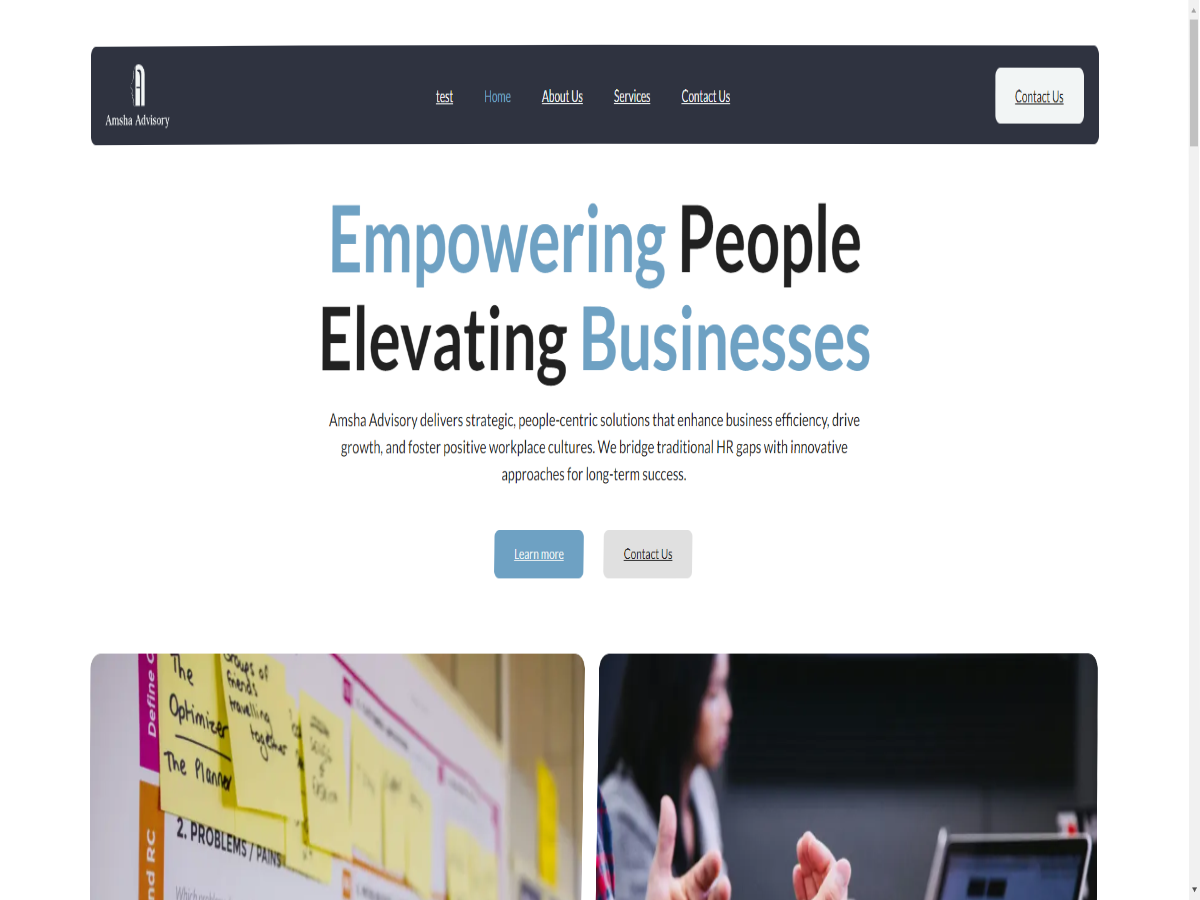 Amsha Advisory
test
Home
About Us
Services
Contact Us
Contact Us
Empowering People
Elevating Businesses
Amsha Advisory delivers strategic, people-centric solutions that enhance business efficiency, drive
growth, and foster positive workplace cultures. We bridge traditional HR gaps with innovative
approaches for long-term success.
Learn more
Contact Us
Define
The
Optimizer
The Planner
Groups of
friends
travelling
together
2. PROBLEMS / PAINS
nd RC